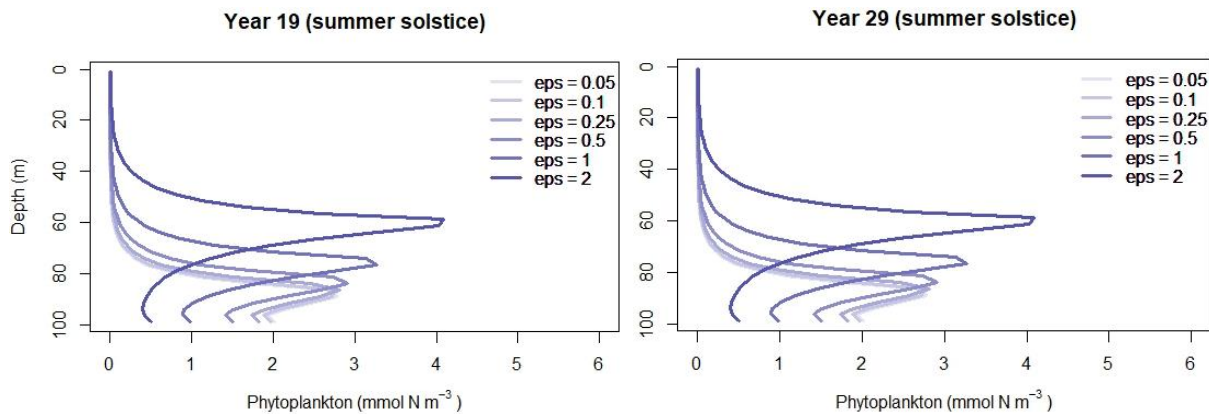 Year 19 (summer solstice)
0
20
40
60
80
100
Depth (m)
eps = 0.05
eps = 0.1
eps = 0.25
eps = 0.5
eps = 1
eps = 2
0 1 2 3 4 5 6
Phytoplankton (mmol N m⁻³ )
Year 29 (summer solstice)
0
20
40
60
80
100
eps = 0.05
eps = 0.1
eps = 0.25
eps = 0.5
eps = 1
eps = 2
0 1 2 3 4 5 6
Phytoplankton (mmol N m⁻³ )